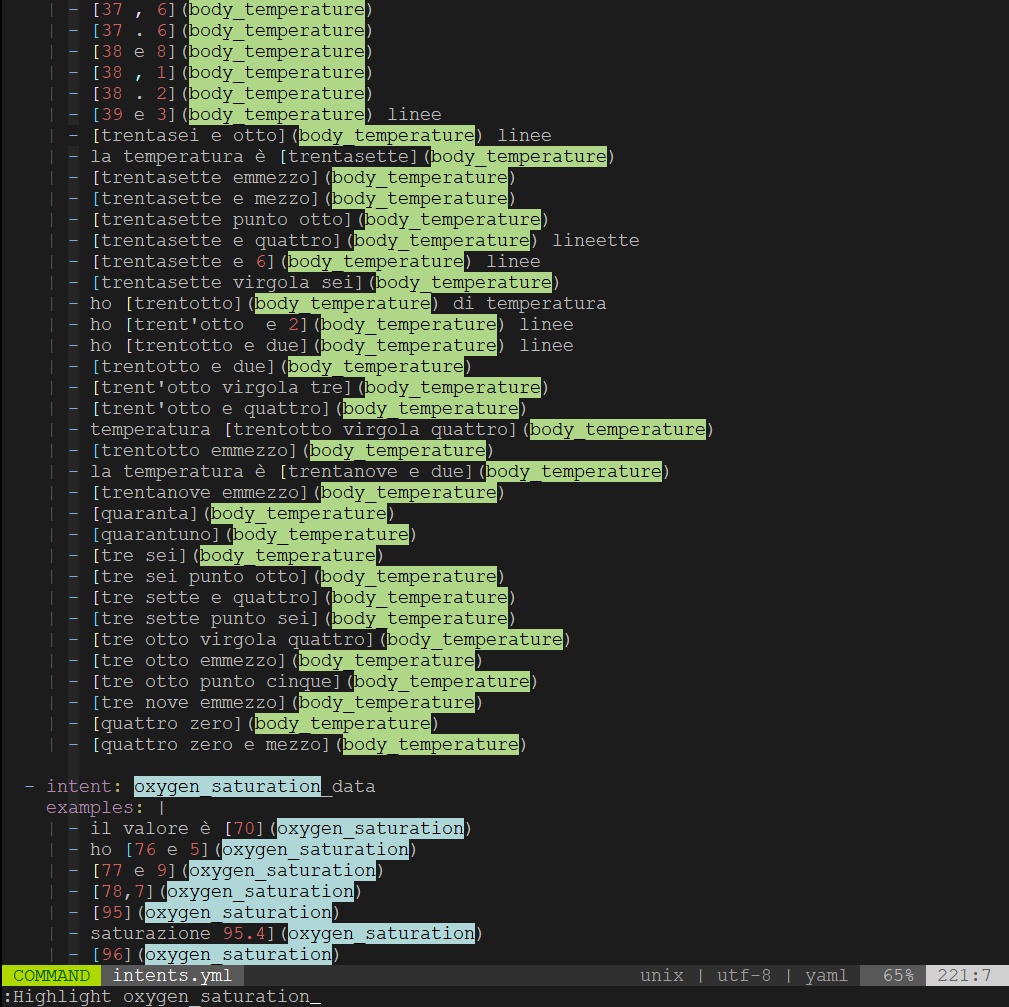 | - [37 , 6](body_temperature)
| - [37 . 6](body_temperature)
| - [38 e 8](body_temperature)
| - [38 , 1](body_temperature)
| - [38 . 2](body_temperature)
| - [39 e 3](body_temperature) linee
| - [trentasei e otto](body_temperature) linee
| - la temperatura è [trentasette](body_temperature)
| - [trentasette emmezzo](body_temperature)
| - [trentasette e mezzo](body_temperature)
| - [trentasette punto otto](body_temperature)
| - [trentasette e quattro](body_temperature) lineette
| - [trentasette e 6](body_temperature) linee
| - [trentasette virgola sei](body_temperature)
| - ho [trentotto](body_temperature) di temperatura
| - ho [trent'otto  e 2](body_temperature) linee
| - ho [trentotto e due](body_temperature) linee
| - [trentotto e due](body_temperature)
| - [trent'otto virgola tre](body_temperature)
| - [trent'otto e quattro](body_temperature)
| - temperatura [trentotto virgola quattro](body_temperature)
| - [trentotto emmezzo](body_temperature)
| - la temperatura è [trentanove e due](body_temperature)
| - [trentanove emmezzo](body_temperature)
| - [quaranta](body_temperature)
| - [quarantuno](body_temperature)
| - [tre sei](body_temperature)
| - [tre sei punto otto](body_temperature)
| - [tre sette e quattro](body_temperature)
| - [tre sette punto sei](body_temperature)
| - [tre otto virgola quattro](body_temperature)
| - [tre otto emmezzo](body_temperature)
| - [tre otto punto cinque](body_temperature)
| - [tre nove emmezzo](body_temperature)
| - [quattro zero](body_temperature)
| - [quattro zero e mezzo](body_temperature)
- intent: oxygen_saturation_data
examples: |
| - il valore è [70](oxygen_saturation)
| - ho [76 e 5](oxygen_saturation)
| - [77 e 9](oxygen_saturation)
| - [78,7](oxygen_saturation)
| - [95](oxygen_saturation)
| - saturazione 95.4](oxygen_saturation)
| - [96](oxygen_saturation)
COMMAND intents.yml unix | utf-8 | yaml 65% 221:7
:Highlight oxygen_saturation_